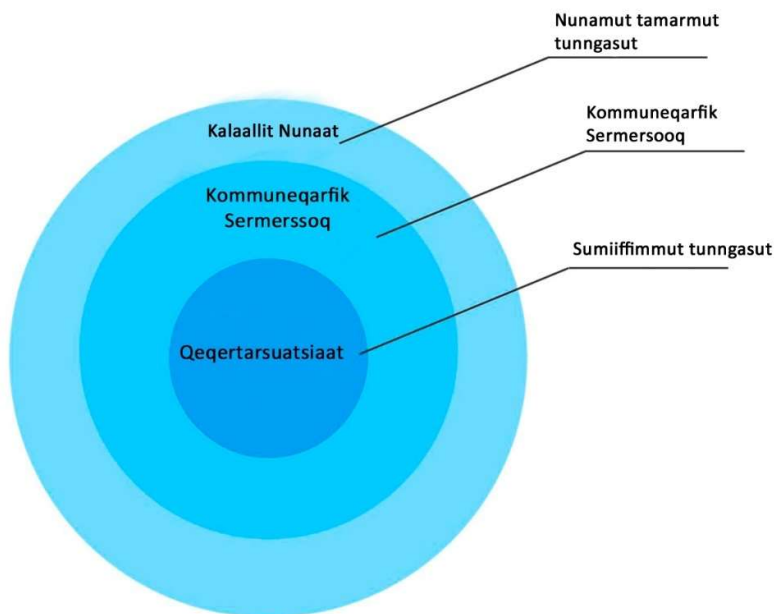 Nunamut tamarmut
tunngasut
Kalaallit Nunaat
Kommuneqarfik
Sermersooq
Kommuneqarfik
Sermerssoq
Sumiiffimmut tunngasut
Qeqertarsuatsiaat